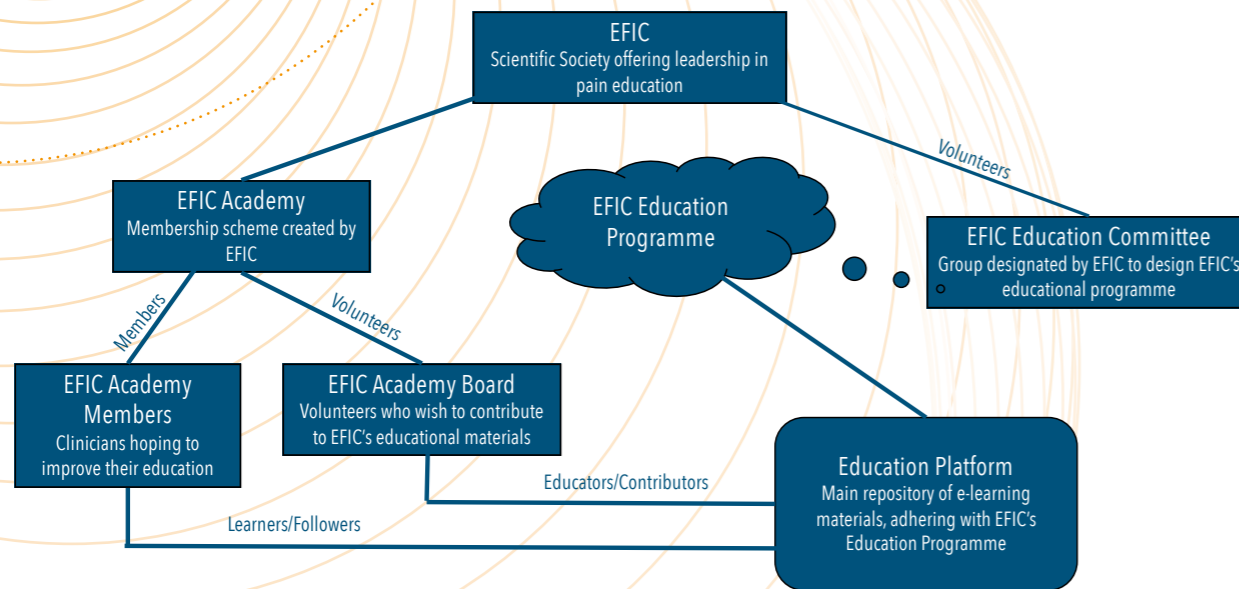 EFIC
Scientific Society offering leadership in
pain education
Volunteers
EFIC Academy
Membership scheme created by
EFIC
EFIC Education
Programme
EFIC Education Committee
Group designated by EFIC to design EFIC's
educational programme
Members
Volunteers
EFIC Academy
Members
Clinicians hoping to
improve their education
EFIC Academy Board
Volunteers who wish to contribute
to EFIC's educational materials
Education Platform
Main repository of e-learning
materials, adhering with EFIC's
Education Programme
Educators/Contributors
Learners/Followers